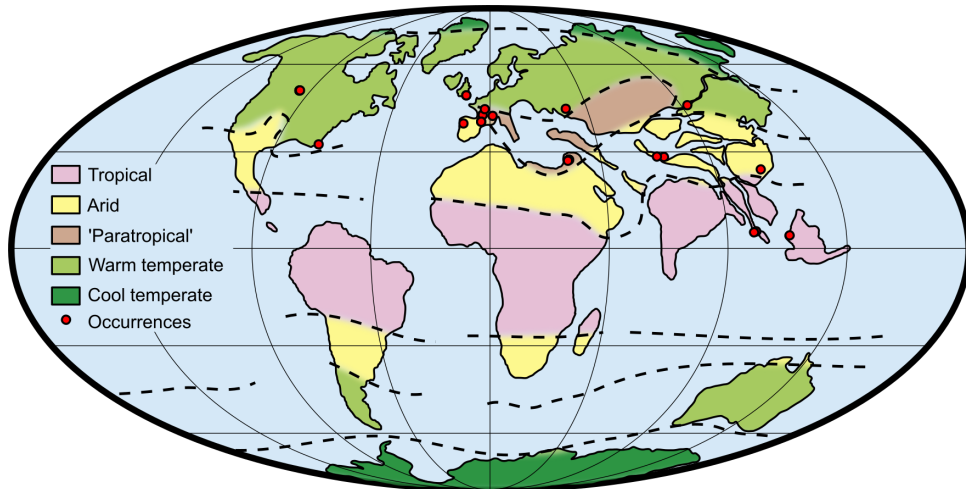 Tropical
Arid
'Paratropical'
Warm temperate
Cool temperate
Occurrences